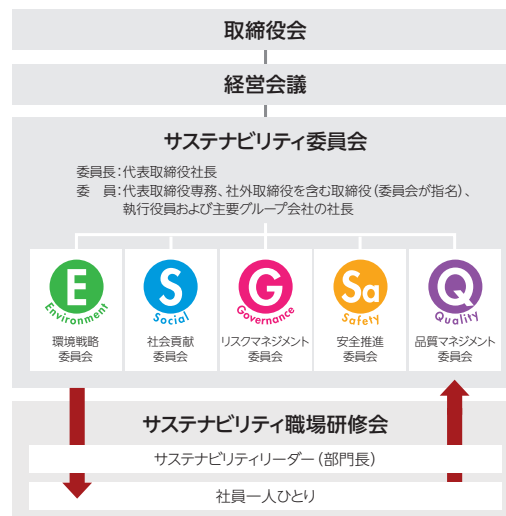 取締役会
経営会議
サステナビリティ委員会
委員長：代表取締役社長
委　員：代表取締役専務、社外取締役を含む取締役（委員会が指名）、
執行役員および主要グループ会社の社長
E
Environment
環境戦略
委員会
S
Social
社会貢献
委員会
G
Governance
リスクマネジメント
委員会
Sa
Safety
安全推進
委員会
Q
Quality
品質マネジメント
委員会
サステナビリティ職場研修会
サステナビリティリーダー（部門長）
社員一人ひとり